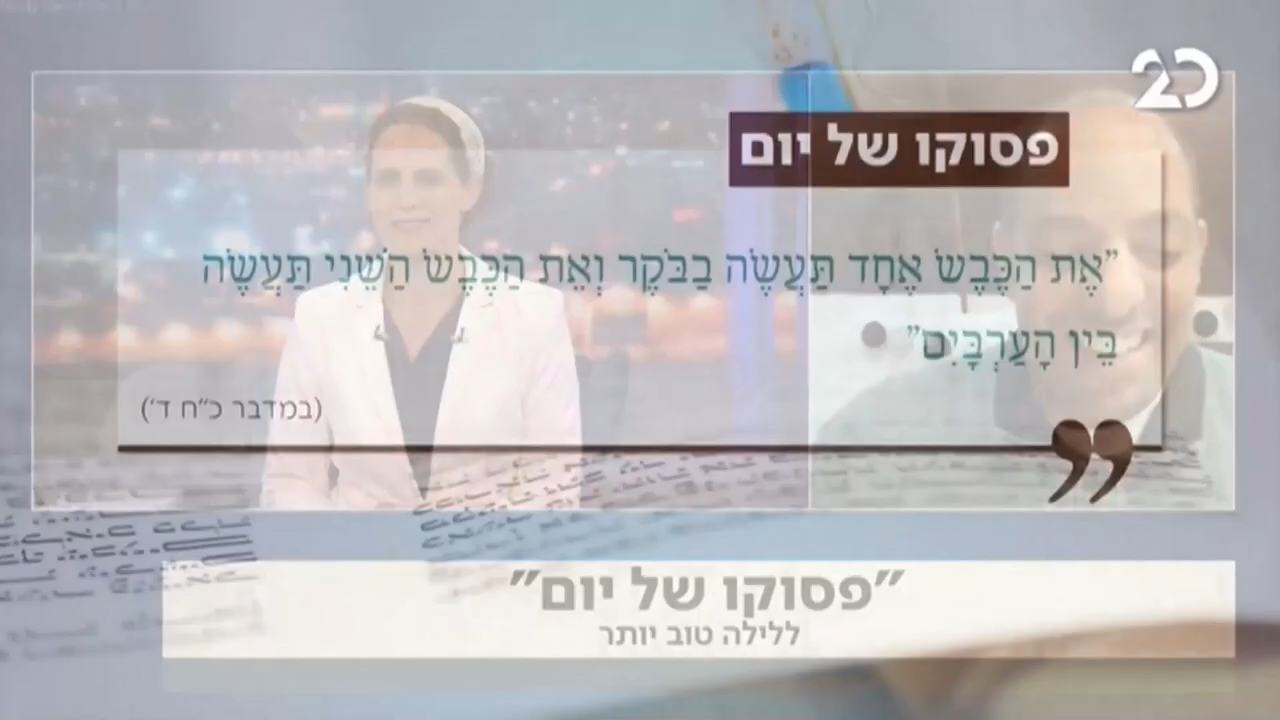 20
פסוקו של יום
"אֶת הַכֶּבֶשׂ אֶחָד תַּעֲשֶׂה בַבֹּקֶר וְאֵת הַכֶּבֶשׂ הַשֵּׁנִי תַּעֲשֶׂה
בֵּין הָעַרְבָּיִם"
(במדבר כ"ח ד')
"פסוקו של יום"
ללילה טוב יותר